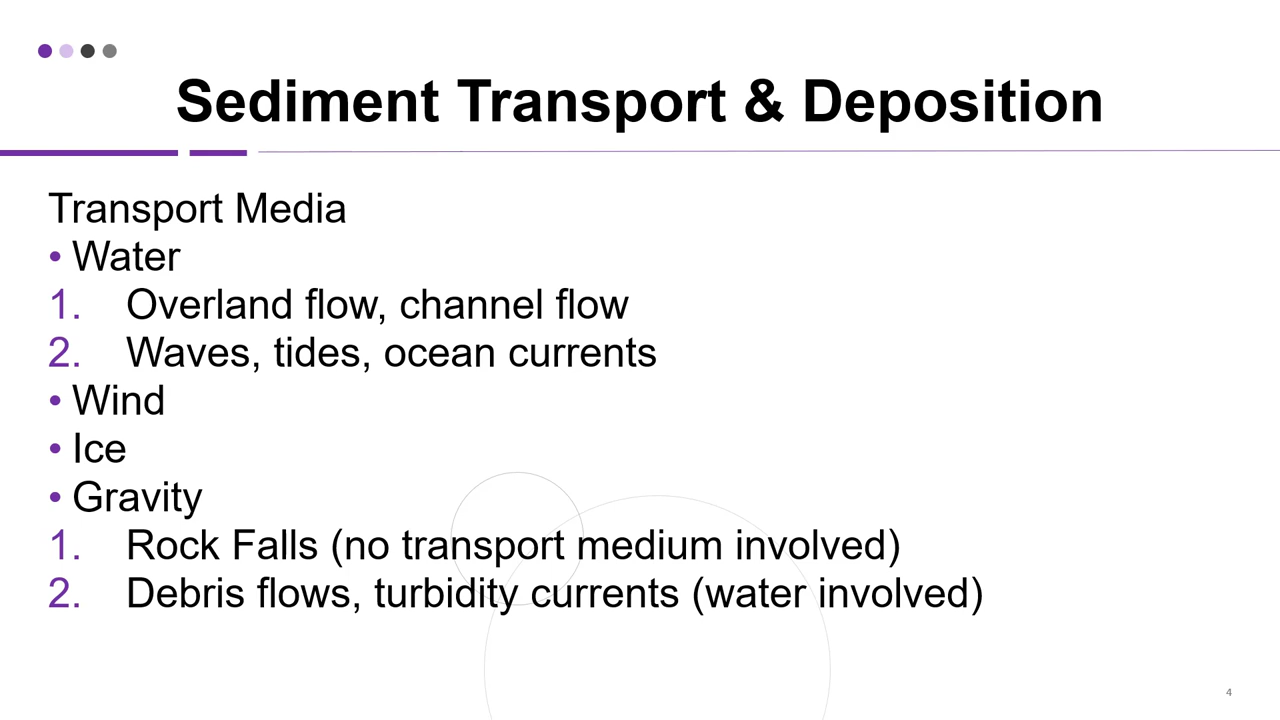 Sediment Transport & Deposition
Transport Media
• Water
1. Overland flow, channel flow
2. Waves, tides, ocean currents
• Wind
• Ice
• Gravity
1. Rock Falls (no transport medium involved)
2. Debris flows, turbidity currents (water involved)
4